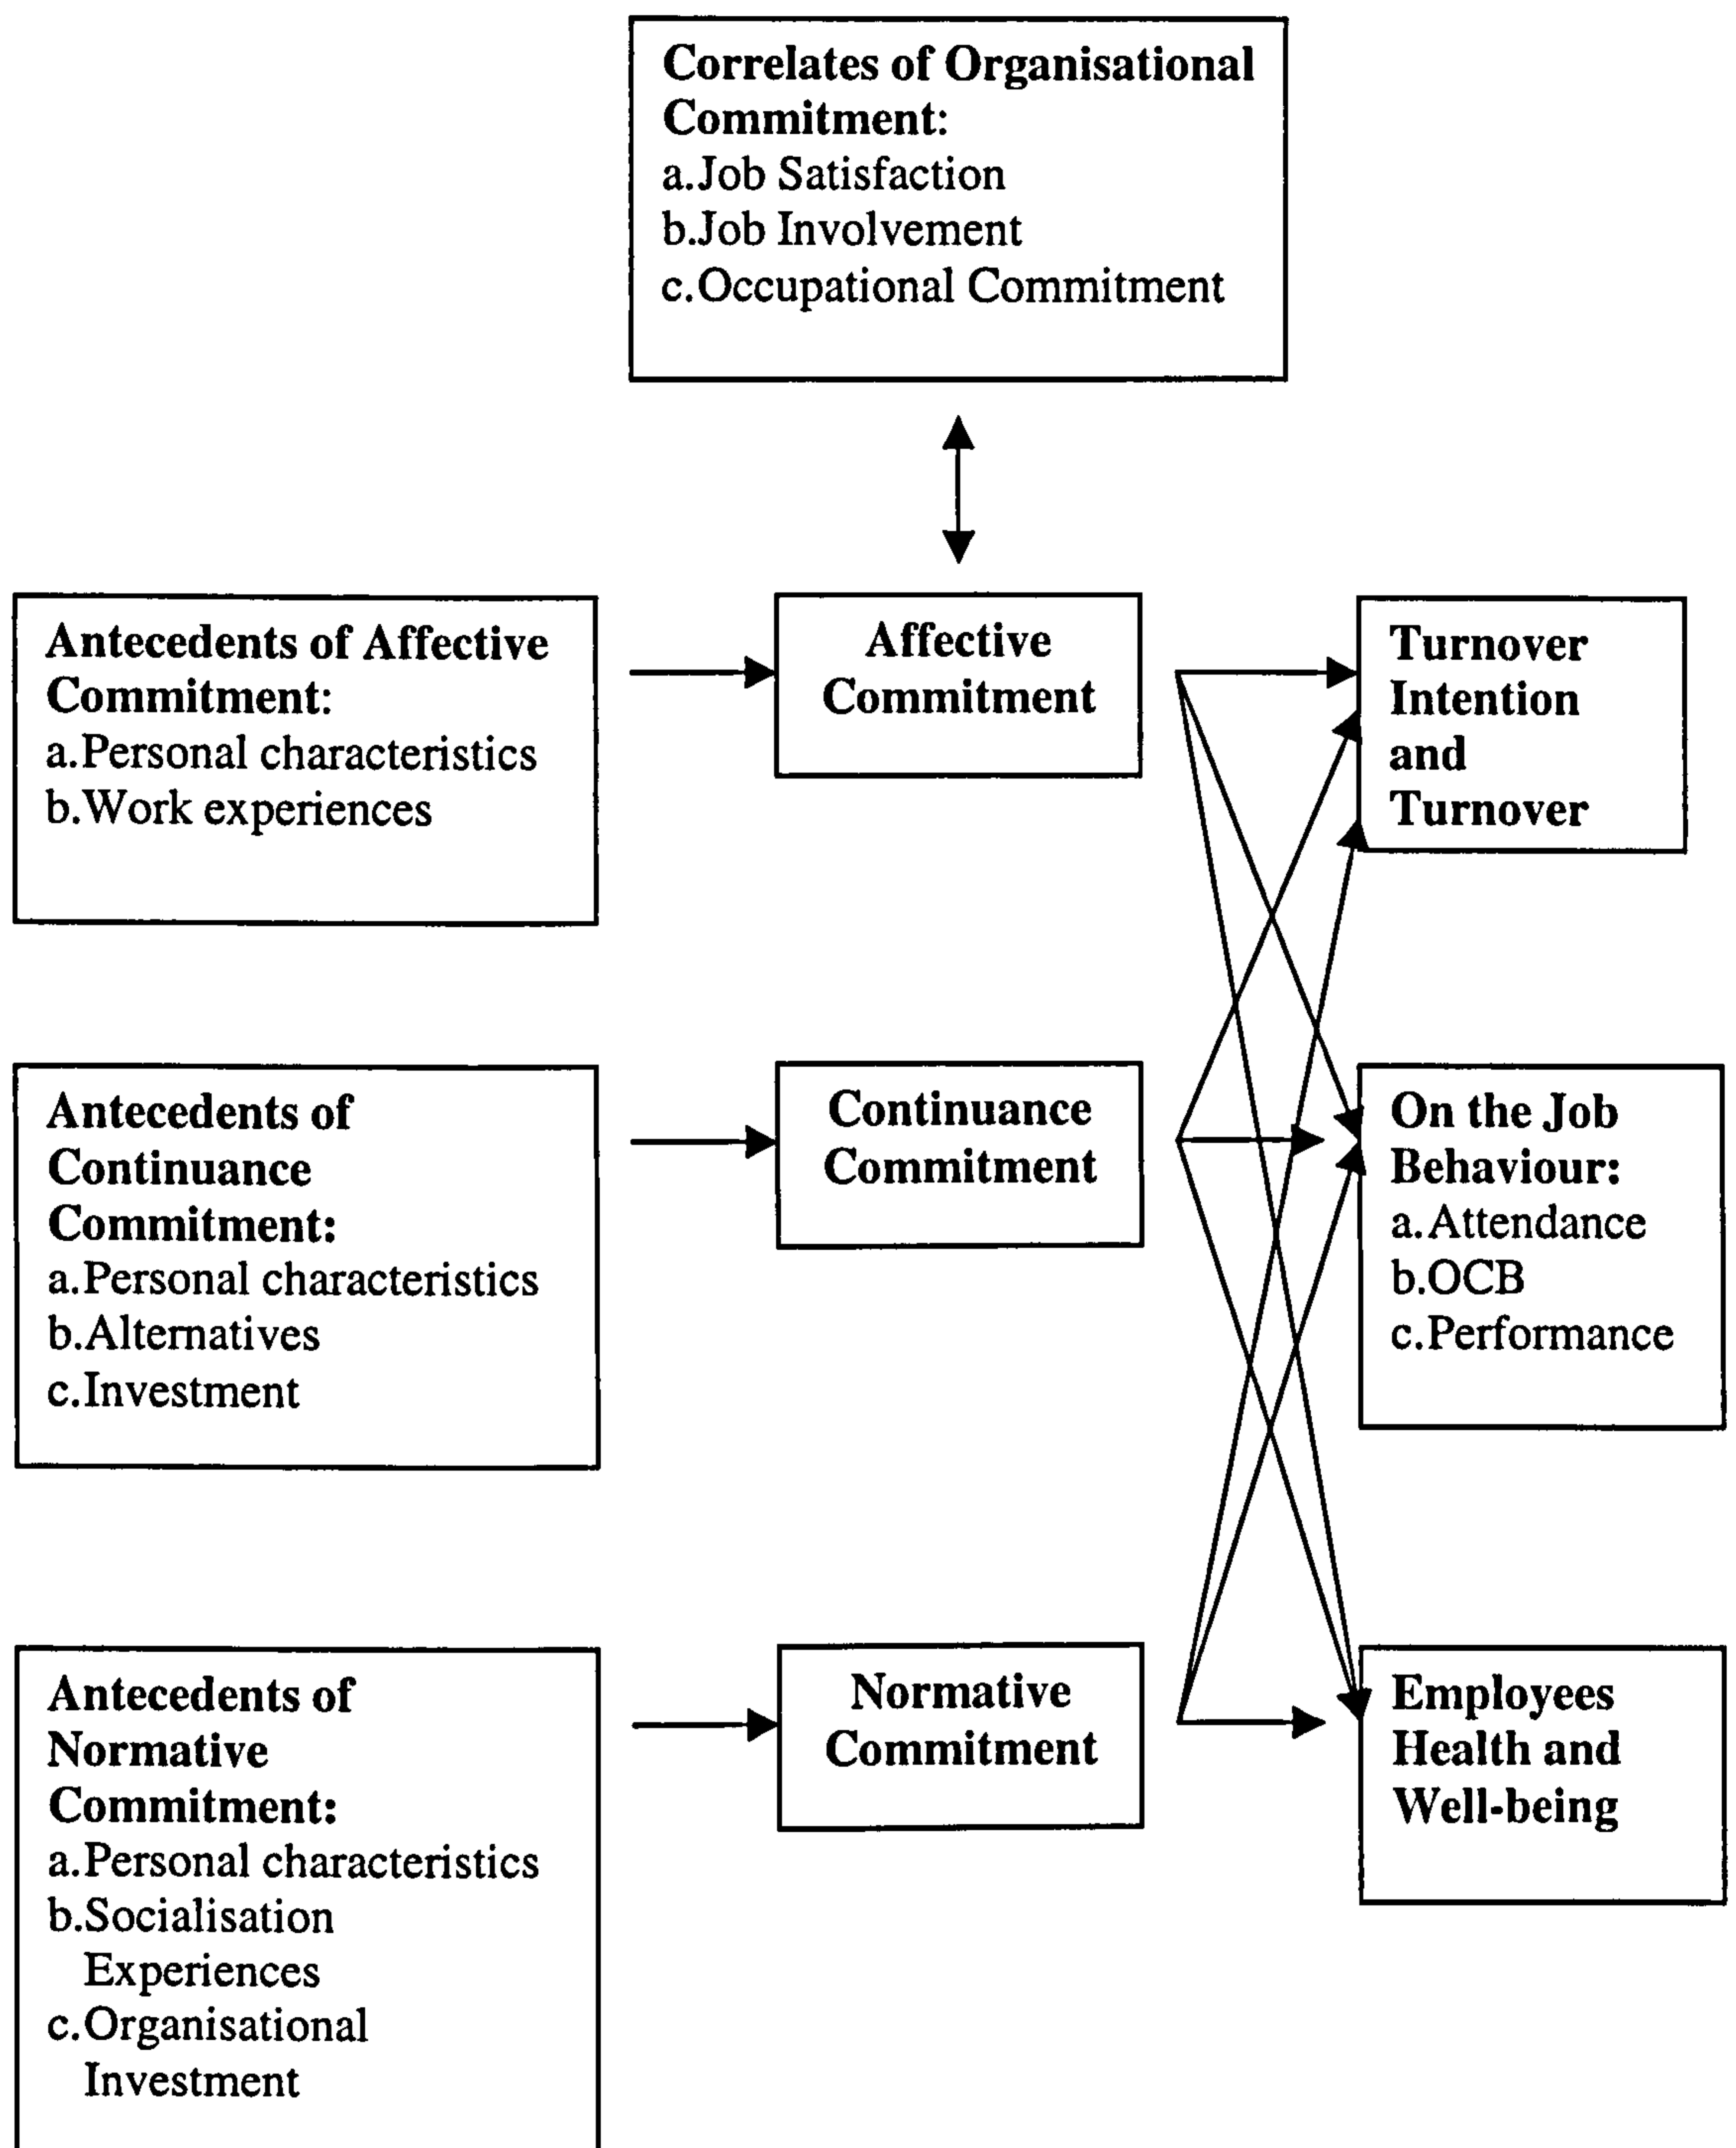 Correlates of Organisational
Commitment:
a.Job Satisfaction
b.Job Involvement
c.Occupational Commitment
Antecedents of Affective
Commitment:
a.Personal characteristics
b.Work experiences
Affective
Commitment
Turnover
Intention
and
Turnover
Antecedents of
Continuance
Commitment:
a.Personal characteristics
b.Alternatives
c.Investment
Continuance
Commitment
On the Job
Behaviour:
a.Attendance
b.OCB
c.Performance
Antecedents of
Normative
Commitment:
a.Personal characteristics
b.Socialisation
Experiences
c.Organisational
Investment
Normative
Commitment
Employees
Health and
Well-being